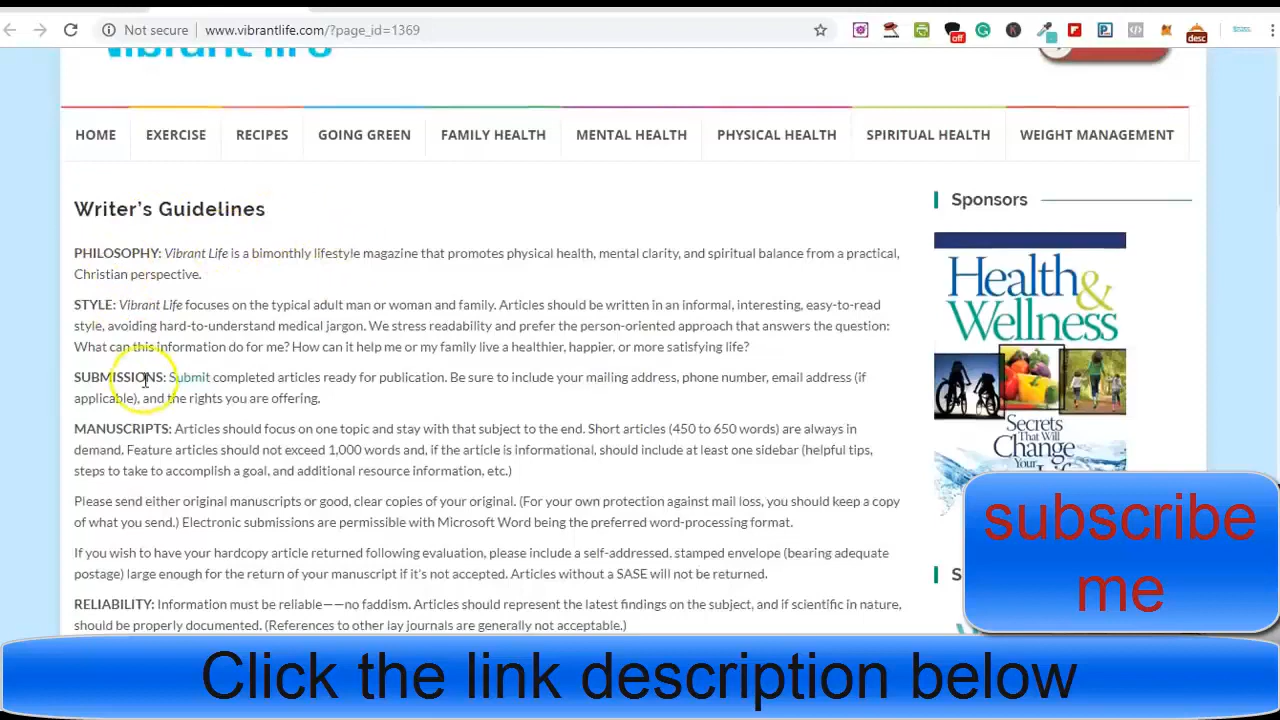 Not secure
www.vibrantlife.com/?page_id=1369
off
desc
vibrant life
HOME
EXERCISE
RECIPES
GOING GREEN
FAMILY HEALTH
MENTAL HEALTH
PHYSICAL HEALTH
SPIRITUAL HEALTH
WEIGHT MANAGEMENT
Writer's Guidelines
PHILOSOPHY: Vibrant Life is a bimonthly lifestyle magazine that promotes physical health, mental clarity, and spiritual balance from a practical,
Christian perspective.
STYLE: Vibrant Life focuses on the typical adult man or woman and family. Articles should be written in an informal, interesting, easy-to-read
style, avoiding hard-to-understand medical jargon. We stress readability and prefer the person-oriented approach that answers the question:
What can this information do for me? How can it help me or my family live a healthier, happier, or more satisfying life?
SUBMISSIONS: Submit completed articles ready for publication. Be sure to include your mailing address, phone number, email address (if
applicable), and the rights you are offering.
MANUSCRIPTS: Articles should focus on one topic and stay with that subject to the end. Short articles (450 to 650 words) are always in
demand. Feature articles should not exceed 1,000 words and, if the article is informational, should include at least one sidebar (helpful tips,
steps to take to accomplish a goal, and additional resource information, etc.)
Please send either original manuscripts or good, clear copies of your original. (For your own protection against mail loss, you should keep a copy
of what you send.) Electronic submissions are permissible with Microsoft Word being the preferred word-processing format.
If you wish to have your hardcopy article returned following evaluation, please include a self-addressed. stamped envelope (bearing adequate
postage) large enough for the return of your manuscript if it's not accepted. Articles without a SASE will not be returned.
RELIABILITY: Information must be reliable——no faddism. Articles should represent the latest findings on the subject, and if scientific in nature,
should be properly documented. (References to other lay journals are generally not acceptable.)
Sponsors
Health
& 
Wellness
Secrets
That Will
Change
Your
subscribe
me
Click the link description below